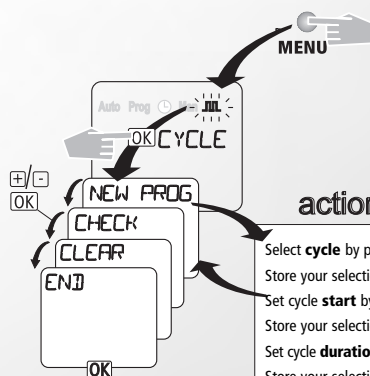 MENU
Auto Prog
OK CYCLE
+/-
OK
NEW PROG
CHECK
CLEAR
END
OK
action
Select cycle by p
Store your selecti
Set cycle start by
Store your selecti
Set cycle duratio
Store your selecti